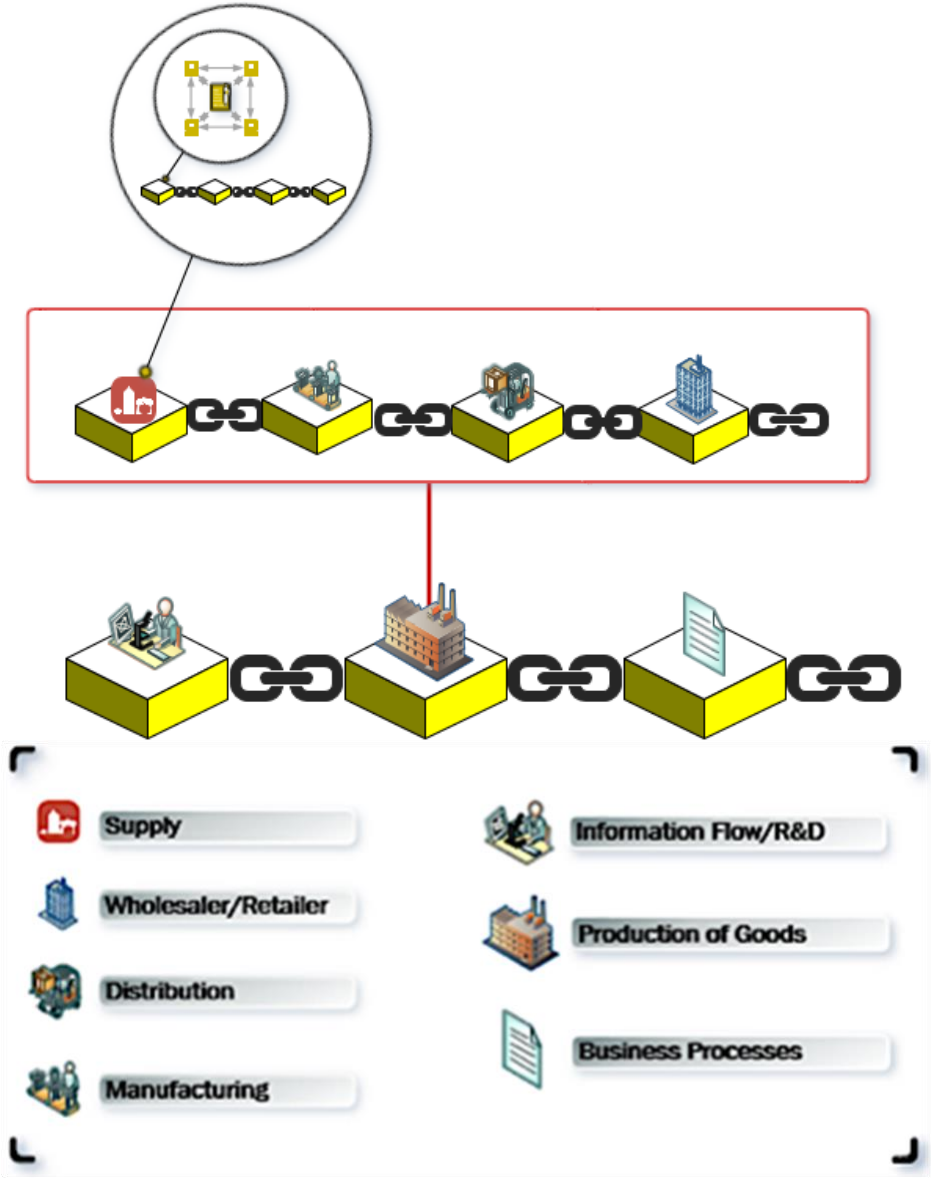 Supply
Wholesaler/Retailer
Distribution
Manufacturing
Information Flow/R&D
Production of Goods
Business Processes